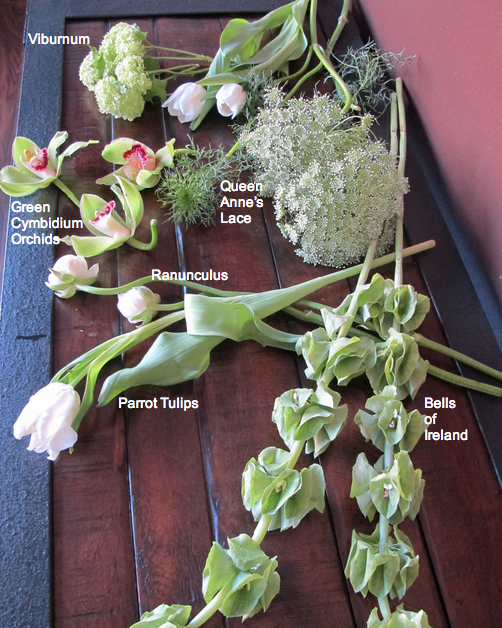 Viburnum
Green
Cymbidium
Orchids
Queen
Anne's
Lace
Ranunculus
Parrot Tulips
Bells
of
Ireland